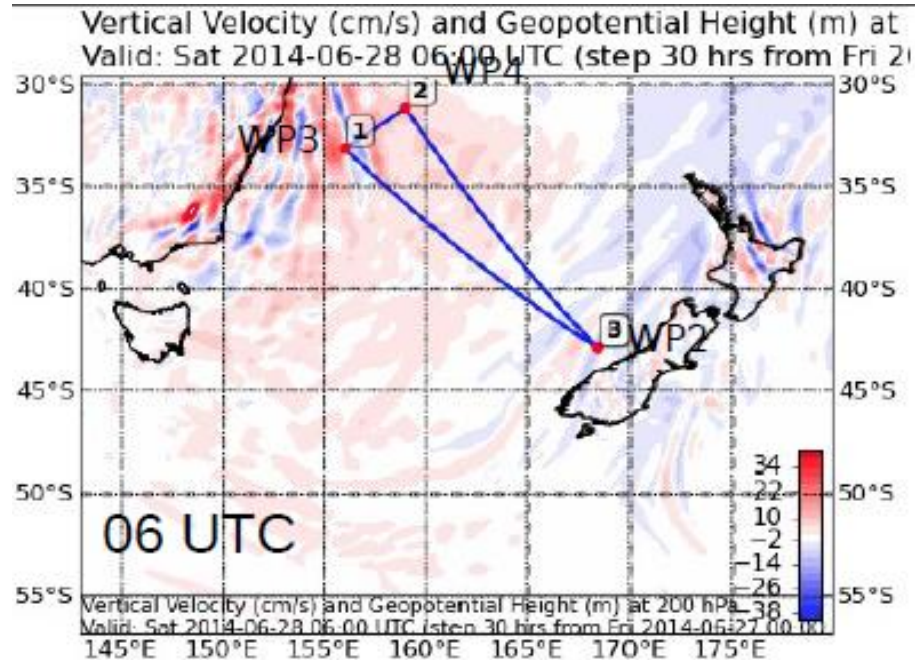 Vertical Velocity (cm/s) and Geopotential Height (m) at
Valid: Sat 2014-06-28 06:00 UTC (step 30 hrs from Fri 20
30°S 30°S
WP4
2
1
WP3
35°S 35°S
40°S 40°S
3
WP2
45°S 45°S
34
22
10
-2
-14
-26
-38
50°S 50°S
06 UTC
55°S 55°S
Vertical Velocity (cm/s) and Geopotential Height (m) at 200 hPa
Valid: Sat 2014-06-28 06:00 UTC (step 30 hrs from Fri 2014-06-27 00:00
145°E 150°E 155°E 160°E 165°E 170°E 175°E